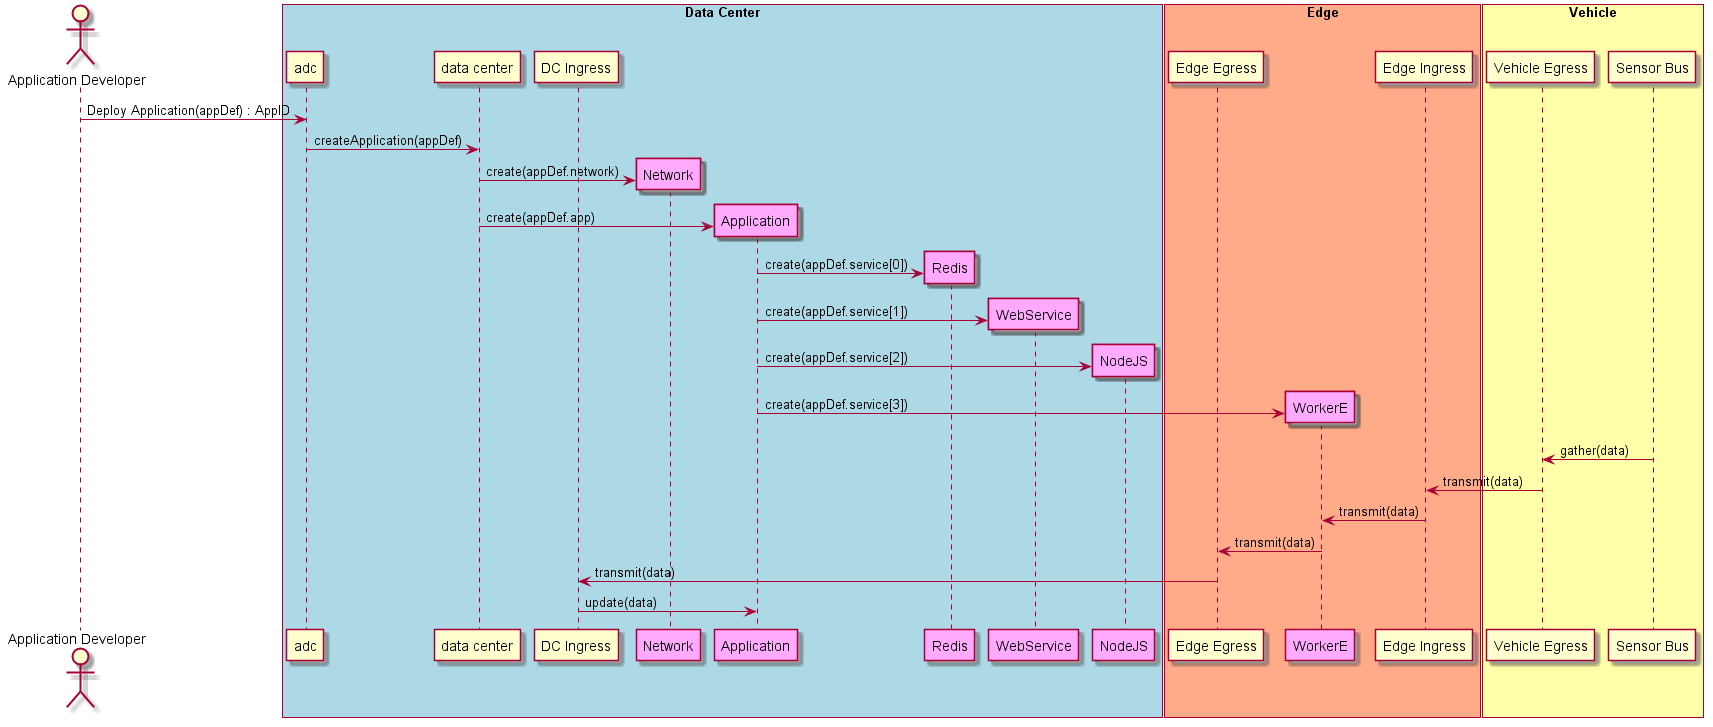 Data Center
Edge
Vehicle
Application Developer
adc
data center
DC Ingress
Edge Egress
Edge Ingress
Vehicle Egress
Sensor Bus
Deploy Application(appDef) : AppID
createApplication(appDef)
create(appDef.network)
Network
create(appDef.app)
Application
create(appDef.service[0])
Redis
create(appDef.service[1])
WebService
create(appDef.service[2])
NodeJS
create(appDef.service[3])
WorkerE
gather(data)
transmit(data)
transmit(data)
transmit(data)
transmit(data)
update(data)
Application Developer
adc
data center
DC Ingress
Network
Application
Redis
WebService
NodeJS
Edge Egress
WorkerE
Edge Ingress
Vehicle Egress
Sensor Bus